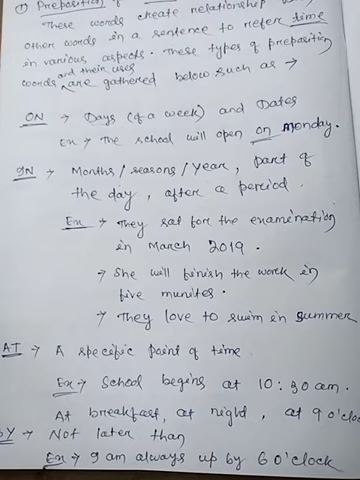 ① Preposition of
These words create relationship
other words in a sentence to refer time
in various aspects. These types of preposition
words and their uses are gathered below such as →
ON → Days (of a week) and Dates
Ex → The school will open on Monday.
IN → Months / seasons / year, part of
the day, after a period.
Ex → They sat for the examination
in March 2019.
→ She will finish the work in
five munites.
→ They love to swim in summer
AT → A specific point of time.
Ex → School begins at 10:30 am.
At breakfast, at night, at 9 o'clo
BY → Not later than
Ex → I am always up by 6 o'clock